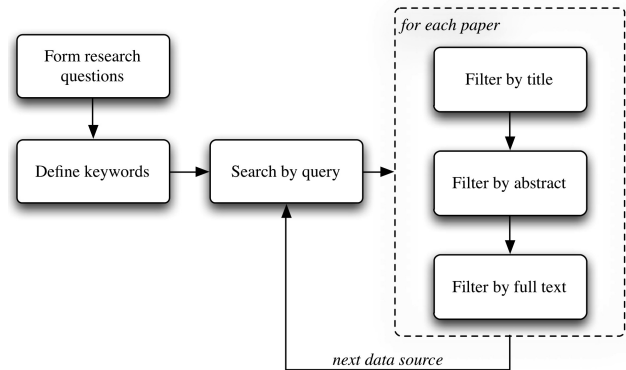 for each paper
Form research
questions
Filter by title
Define keywords
Search by query
Filter by abstract
Filter by full text
next data source